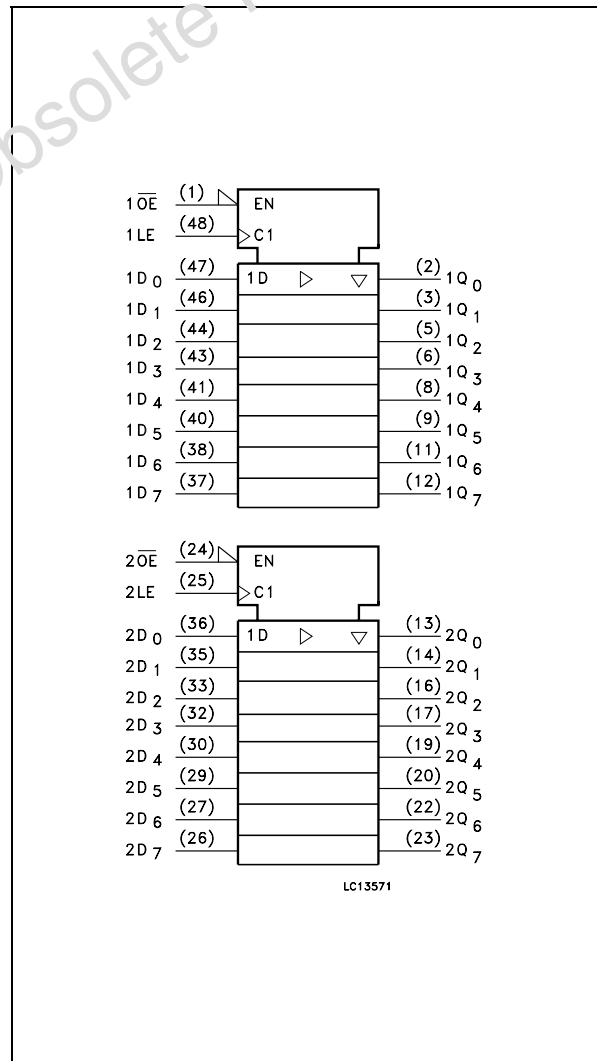 obsolete
1OE (1) EN
1LE (48) C1
1D0 (47) 1D (2) 1Q0
1D1 (46) (3) 1Q1
1D2 (44) (5) 1Q2
1D3 (43) (6) 1Q3
1D4 (41) (8) 1Q4
1D5 (40) (9) 1Q5
1D6 (38) (11) 1Q6
1D7 (37) (12) 1Q7
2OE (24) EN
2LE (25) C1
2D0 (36) 1D (13) 2Q0
2D1 (35) (14) 2Q1
2D2 (33) (16) 2Q2
2D3 (32) (17) 2Q3
2D4 (30) (19) 2Q4
2D5 (29) (20) 2Q5
2D6 (27) (22) 2Q6
2D7 (26) (23) 2Q7
LC13571